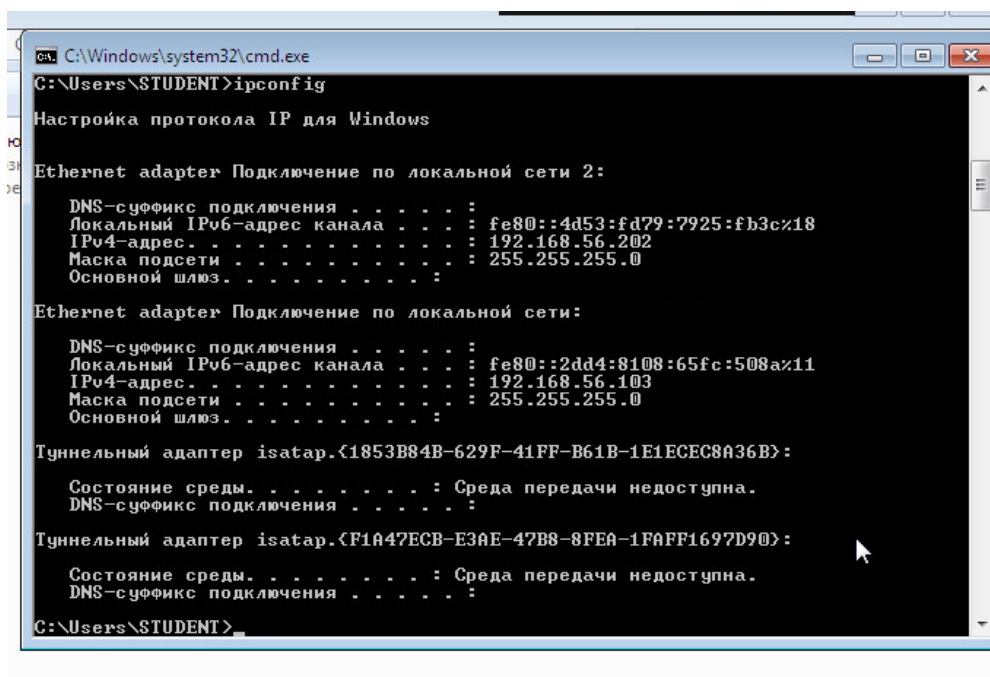 C:\Windows\system32\cmd.exe
C:\Users\STUDENT>ipconfig
Настройка протокола IP для Windows
Ethernet adapter Подключение по локальной сети 2:
DNS-суффикс подключения . . . . . :
Локальный IPv6-адрес канала . . . : fe80::4d53:fd79:7925:fb3c%18
IPv4-адрес. . . . . . . . . . . . : 192.168.56.202
Маска подсети . . . . . . . . . . : 255.255.255.0
Основной шлюз. . . . . . . . . :
Ethernet adapter Подключение по локальной сети:
DNS-суффикс подключения . . . . . :
Локальный IPv6-адрес канала . . . : fe80::2dd4:8108:65fc:508a%11
IPv4-адрес. . . . . . . . . . . . : 192.168.56.103
Маска подсети . . . . . . . . . . : 255.255.255.0
Основной шлюз. . . . . . . . . :
Туннельный адаптер isatap.{1853B84B-629F-41FF-B61B-1E1ECEC8A36B}:
Состояние среды. . . . . . . . : Среда передачи недоступна.
DNS-суффикс подключения . . . . . :
Туннельный адаптер isatap.{F1A47ECB-E3AE-47B8-8FEA-1FAFF1697D90}:
Состояние среды. . . . . . . . : Среда передачи недоступна.
DNS-суффикс подключения . . . . . :
C:\Users\STUDENT>_